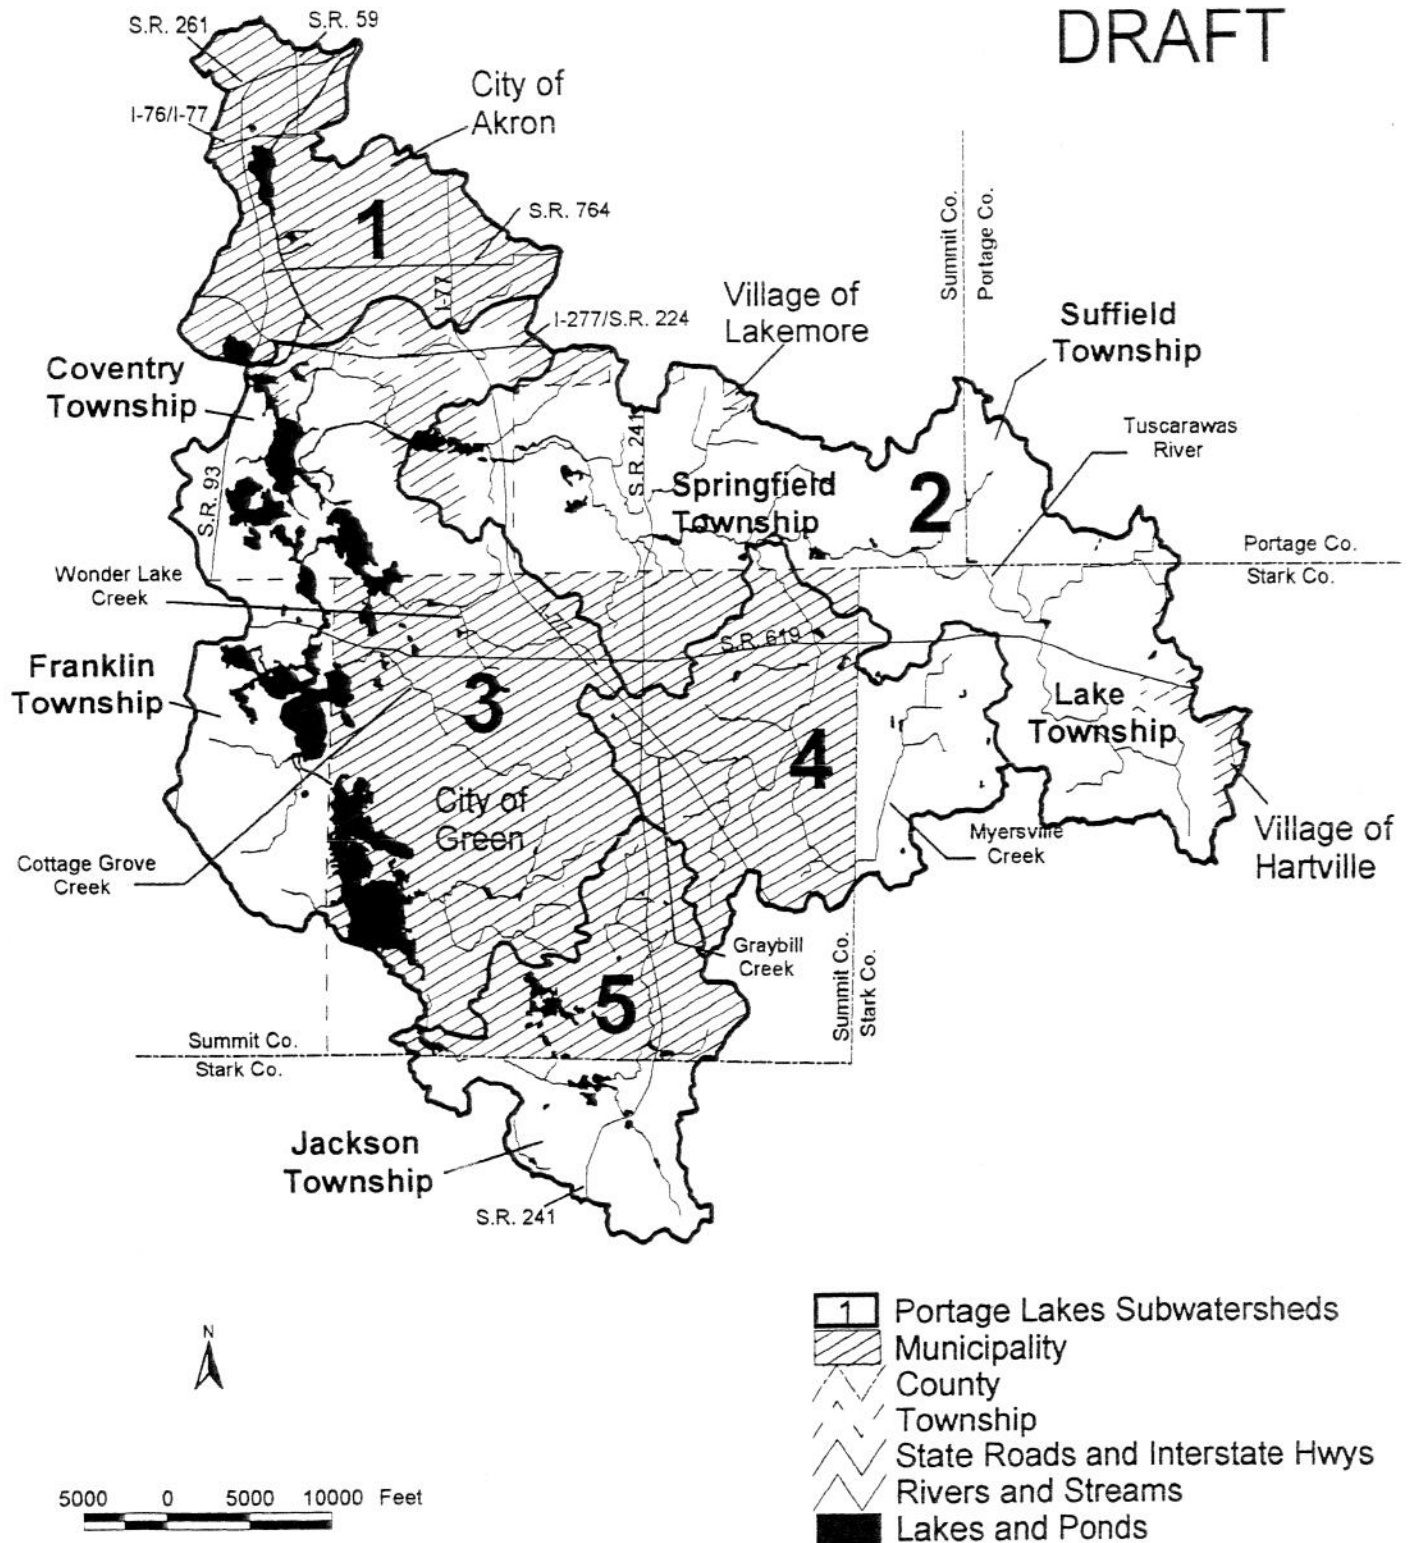 DRAFT
S.R. 261
S.R. 59
I-76/I-77
City of
Akron
1
S.R. 764
I-77
Summit Co.
Portage Co.
Village of
Lakemore
I-277/S.R. 224
Suffield
Township
Coventry
Township
Tuscarawas
River
S.R. 93
S.R. 241
Springfield
Township
2
Portage Co.
Stark Co.
Wonder Lake
Creek
I-77
S.R. 619
Franklin
Township
3
Lake
Township
4
City of
Green
Village of
Hartville
Myersville
Creek
Cottage Grove
Creek
Graybill
Creek
Summit Co.
Stark Co.
5
Summit Co.
Stark Co.
Jackson
Township
S.R. 241
1 Portage Lakes Subwatersheds
Municipality
County
Township
State Roads and Interstate Hwys
Rivers and Streams
Lakes and Ponds
N
5000 0 5000 10000 Feet